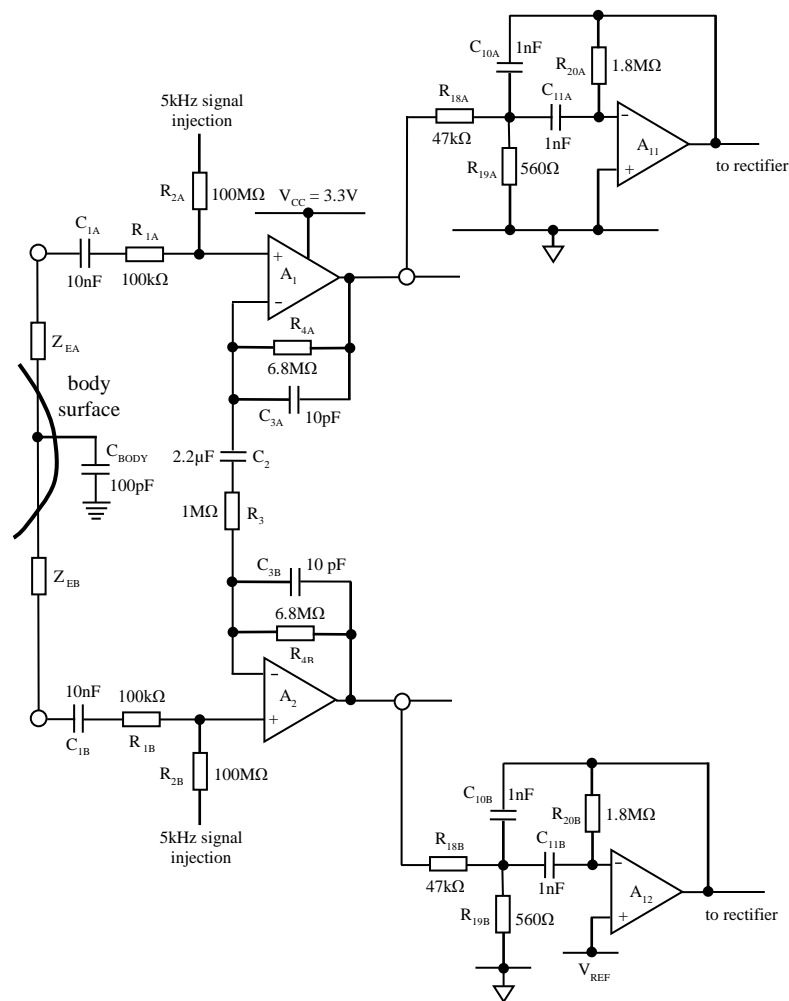 C10A
1nF
R20A
1.8MΩ
R18A
C11A
5kHz signal
injection
47kΩ
1nF
−
A11
R19A
560Ω
+
to rectifier
R2A
100MΩ
VCC = 3.3V
C1A
R1A
10nF
100kΩ
+
A1
−
R4A
ZEA
6.8MΩ
body
surface
C3A
10pF
CBODY
100pF
2.2µF
C2
1MΩ
R3
C3B
10 pF
ZEB
6.8MΩ
R4B
−
10nF
100kΩ
A2
+
C1B
R1B
R2B
100MΩ
C10B
1nF
R20B
1.8MΩ
5kHz signal
injection
R18B
C11B
47kΩ
1nF
−
A12
R19B
560Ω
+
to rectifier
VREF